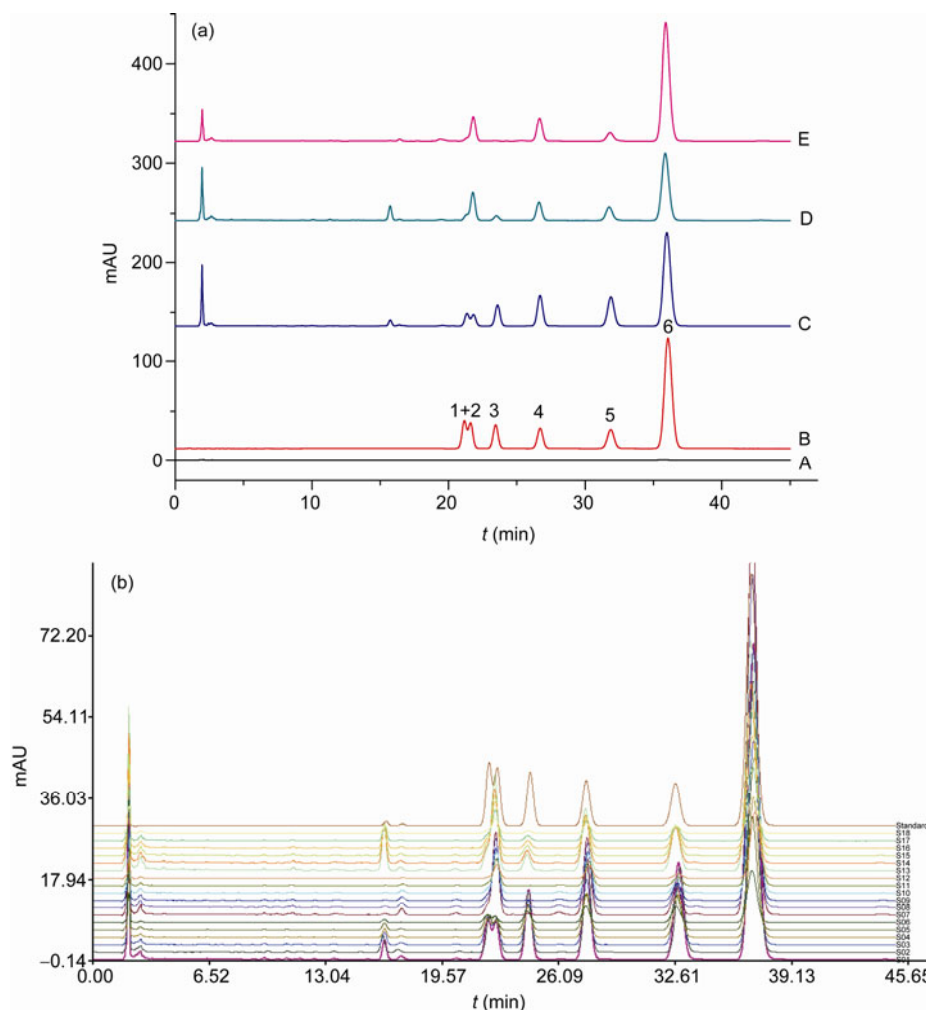 (a)
400
E
300
D
200
mAU
C
6
100
1+2 3 4 5
B
0
A
0 10 20 30 40
t (min)
(b)
72.20
54.11
mAU
36.03
Standard
S18
S17
S16
S15
S14
S13
17.94
S12
S11
S10
S09
S08
S07
S06
S05
S04
S03
S02
-0.14
S01
0.00 6.52 13.04 19.57 26.09 32.61 39.13 45.65
t (min)